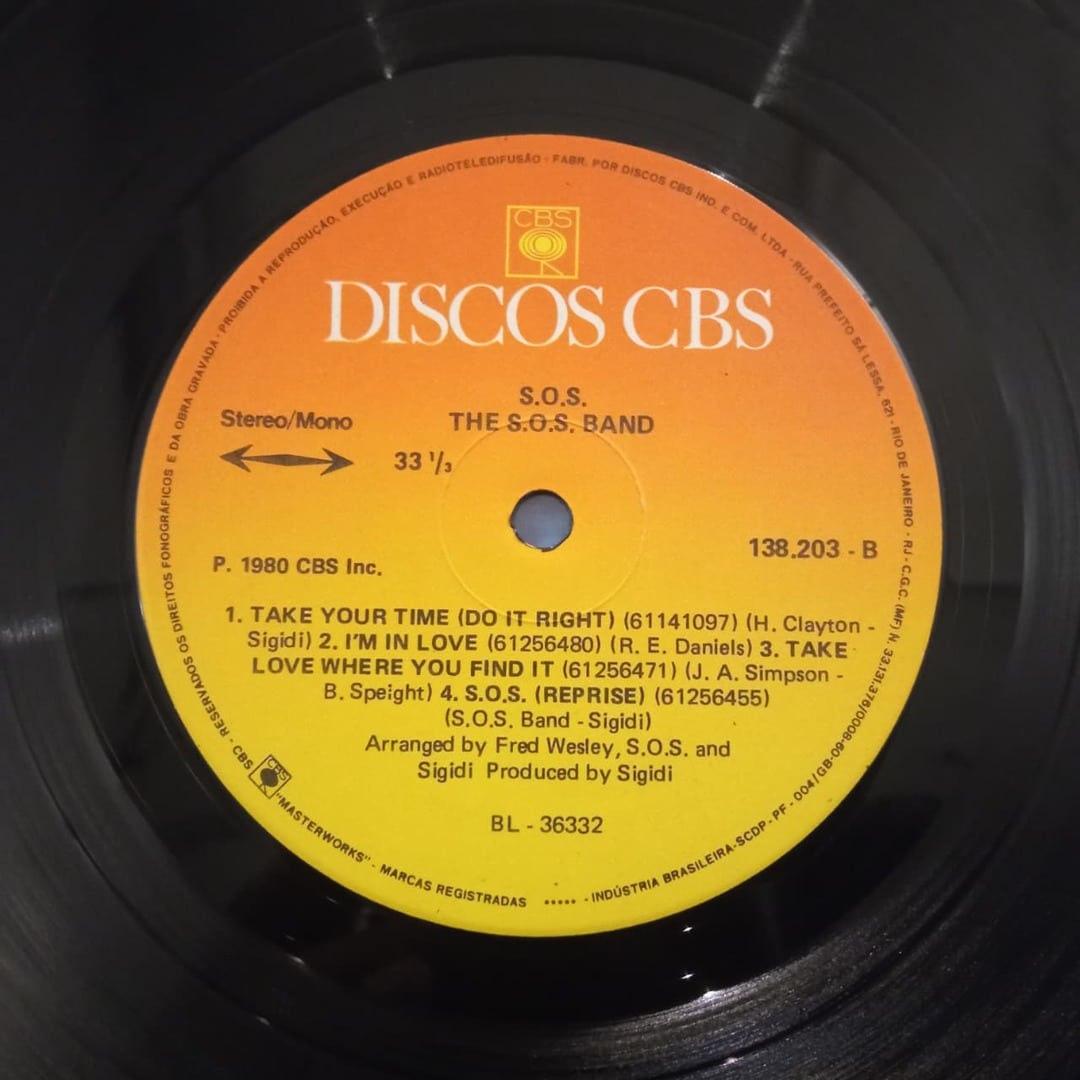 CBS
DISCOS CBS
S.O.S.
THE S.O.S. BAND
Stereo/Mono
33 1/3
138.203 - B
P. 1980 CBS Inc.
1. TAKE YOUR TIME (DO IT RIGHT) (61141097) (H. Clayton -
Sigidi) 2. I'M IN LOVE (61256480) (R. E. Daniels) 3. TAKE
LOVE WHERE YOU FIND IT (61256471) (J. A. Simpson -
B. Speight) 4. S.O.S. (REPRISE) (61256455)
(S.O.S. Band - Sigidi)
Arranged by Fred Wesley, S.O.S. and
Sigidi Produced by Sigidi
BL - 36332
CBS - RESERVADOS OS DIREITOS FONOGRÁFICOS E DA OBRA GRAVADA - PROIBIDA A REPRODUÇÃO, EXECUÇÃO E RADIOTELEDIFUSÃO - FABR. POR DISCOS CBS IND. E COM. LTDA - RUA PREFEITO SÁ LESSA, 621 - RIO DE JANEIRO - RJ - C.G.C. (MF) N. 33.131.376/0008-60-GB
CBS "MASTERWORKS" - MARCAS REGISTRADAS ••••• - INDÚSTRIA BRASILEIRA-SCDP-PF - 004/GB